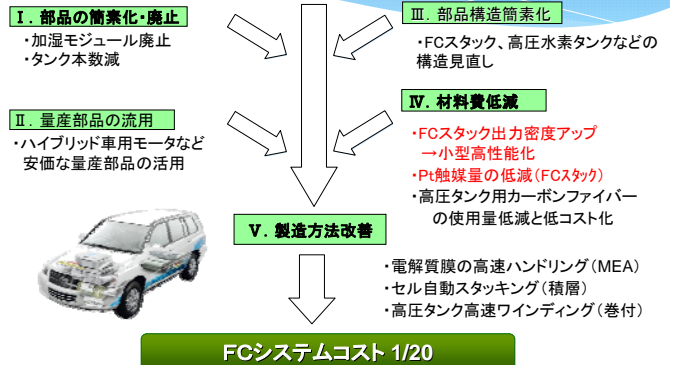 Ⅰ. 部品の簡素化・廃止
・加湿モジュール廃止
・タンク本数減
Ⅱ. 量産部品の流用
・ハイブリッド車用モータなど
安価な量産部品の活用
Ⅲ. 部品構造簡素化
・FCスタック、高圧水素タンクなどの
構造見直し
Ⅳ. 材料費低減
・FCスタック出力密度アップ
→小型高性能化
・Pt触媒量の低減(FCスタック)
・高圧タンク用カーボンファイバー
の使用量低減と低コスト化
Ⅴ. 製造方法改善
・電解質膜の高速ハンドリング(MEA)
・セル自動スタッキング(積層)
・高圧タンク高速ワインディング(巻付)
FCシステムコスト 1/20